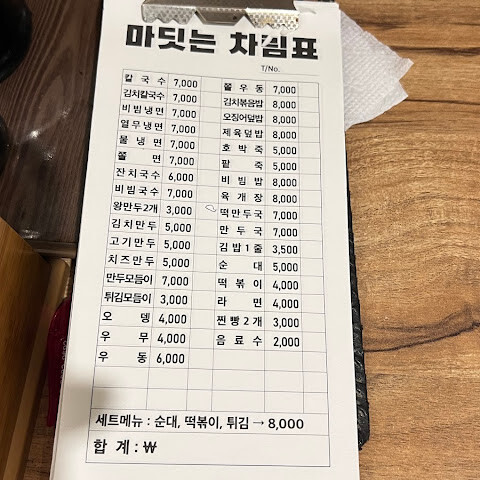 마딧는 차림표
T/No.
칼국수 7,000 쫄우동 7,000
김치칼국수 7,000 김치볶음밥 8,000
비빔냉면 7,000 오징어덮밥 8,000
열무냉면 7,000 제육덮밥 8,000
물냉면 7,000 호박죽 5,000
쫄면 7,000 팥죽 5,000
잔치국수 6,000 비빔밥 8,000
비빔국수 7,000 육개장 8,000
왕만두2개 3,000 떡만두국 7,000
김치만두 5,000 만두국 7,000
고기만두 5,000 김밥1줄 3,500
치즈만두 5,000 순대 5,000
만두모듬이 7,000 떡볶이 4,000
튀김모듬이 3,000 라면 4,000
오뎅 4,000 찐빵2개 3,000
우무 4,000 음료수 2,000
우동 6,000
세트메뉴 : 순대, 떡볶이, 튀김 → 8,000
합계 : ₩